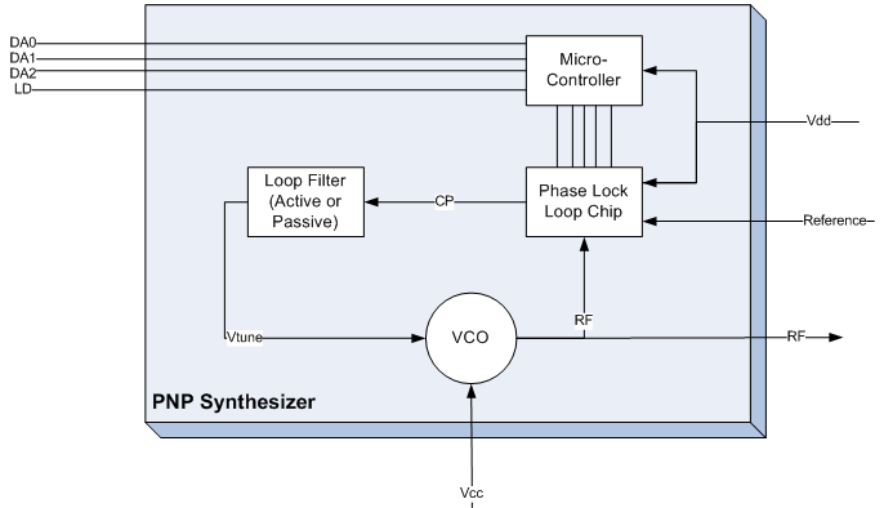 DA0
DA1
DA2
LD
Micro-
Controller
Vdd
Loop Filter
(Active or
Passive)
CP
Phase Lock
Loop Chip
Reference
RF
Vtune
VCO
RF
PNP Synthesizer
Vcc